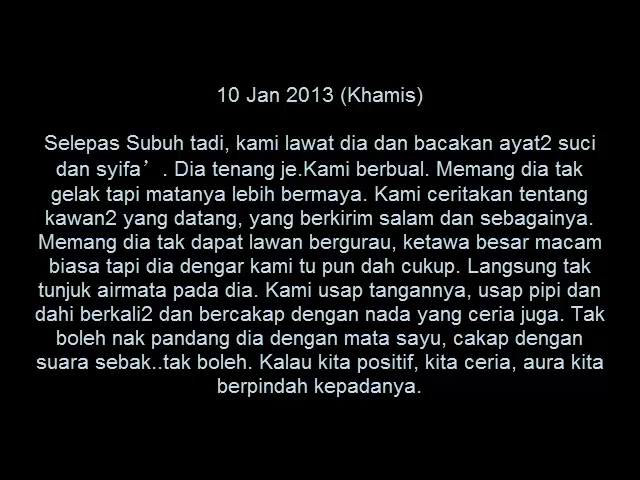 10 Jan 2013 (Khamis)
Selepas Subuh tadi, kami lawat dia dan bacakan ayat2 suci
dan syifa’. Dia tenang je.Kami berbual. Memang dia tak
gelak tapi matanya lebih bermaya. Kami ceritakan tentang
kawan2 yang datang, yang berkirim salam dan sebagainya.
Memang dia tak dapat lawan bergurau, ketawa besar macam
biasa tapi dia dengar kami tu pun dah cukup. Langsung tak
tunjuk airmata pada dia. Kami usap tangannya, usap pipi dan
dahi berkali2 dan bercakap dengan nada yang ceria juga. Tak
boleh nak pandang dia dengan mata sayu, cakap dengan
suara sebak..tak boleh. Kalau kita positif, kita ceria, aura kita
berpindah kepadanya.